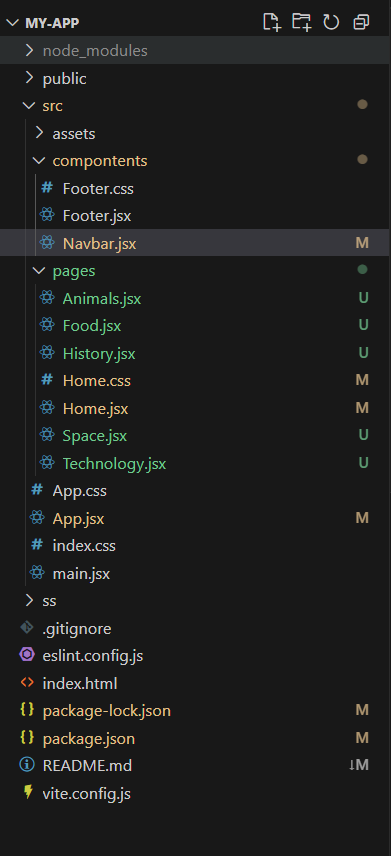 MY-APP
node_modules
public
src
assets
compontents
# Footer.css
Footer.jsx
Navbar.jsx M
pages
Animals.jsx U
Food.jsx U
History.jsx U
# Home.css M
Home.jsx M
Space.jsx U
Technology.jsx U
# App.css
App.jsx M
# index.css
main.jsx
ss
.gitignore
eslint.config.js
<> index.html
{} package-lock.json M
{} package.json M
README.md ↓M
vite.config.js